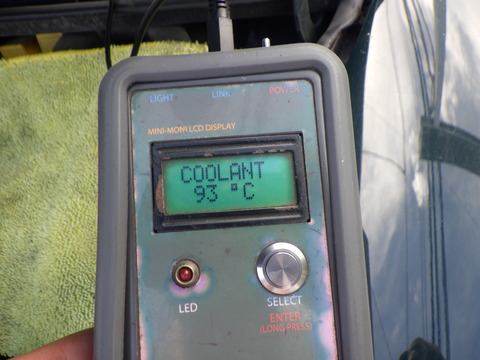 LIGHT LINK POWER
MINI-MONI LCD DISPLAY
COOLANT
93 °C
LED
SELECT
ENTER
(LONG PRESS)